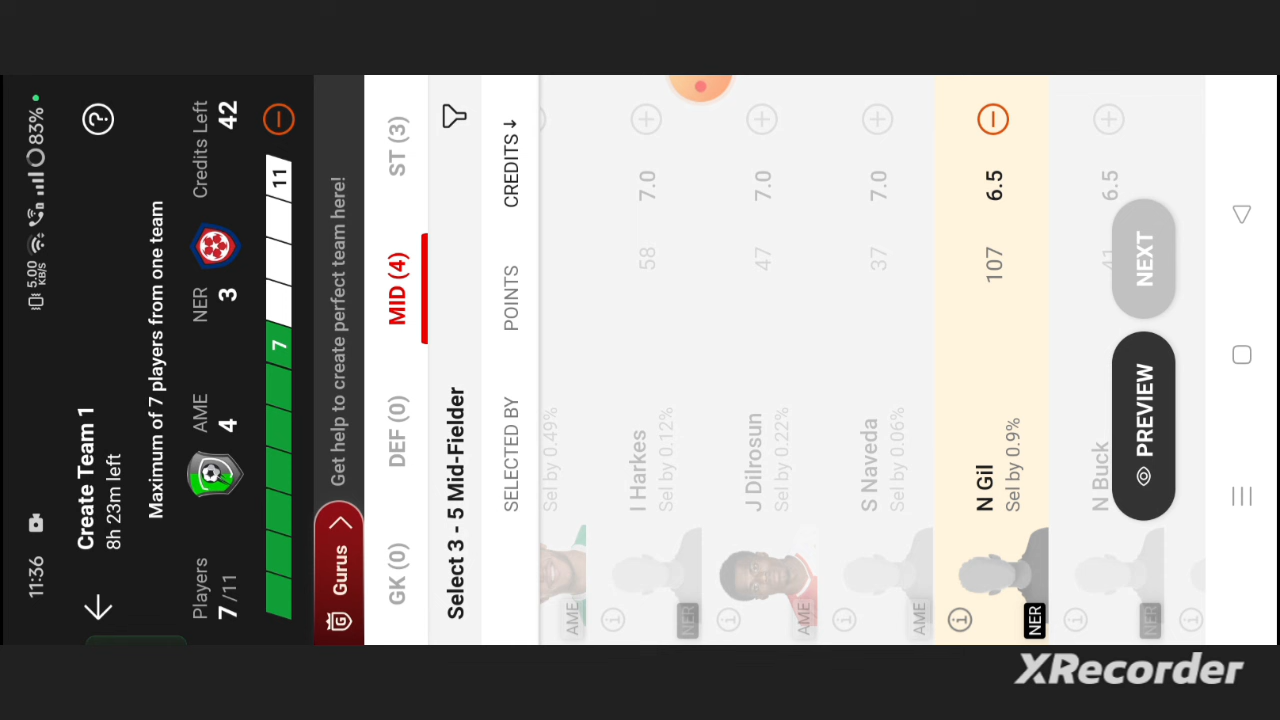 11:36
5.00 KB/S
83%
Create Team 1
8h 23m left
Maximum of 7 players from one team
Players
7/11
AME
4
NER
3
Credits Left
42
7
11
Gurus
Get help to create perfect team here!
GK (0)
DEF (0)
MID (4)
ST (3)
Select 3 - 5 Mid-Fielder
SELECTED BY
POINTS
CREDITS ↓
AME
Sel by 0.49%
NER
I Harkes
Sel by 0.12%
58
7.0
AME
J Dilrosun
Sel by 0.22%
47
7.0
AME
S Naveda
Sel by 0.06%
37
7.0
NER
N Gil
Sel by 0.9%
107
6.5
NER
N Buck
41
6.5
PREVIEW
NEXT
XRecorder